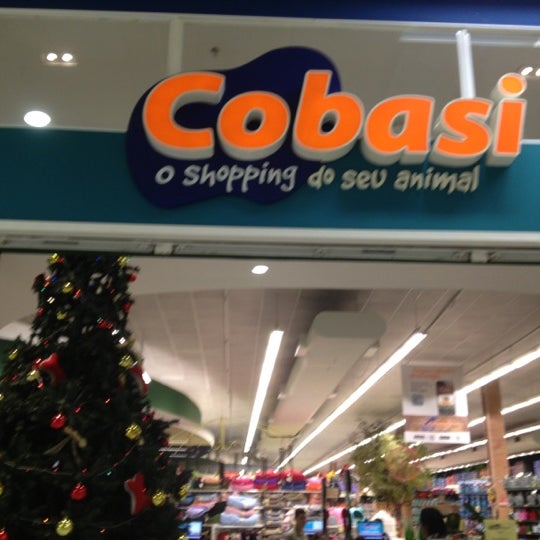 Cobasi
o shopping do seu animal